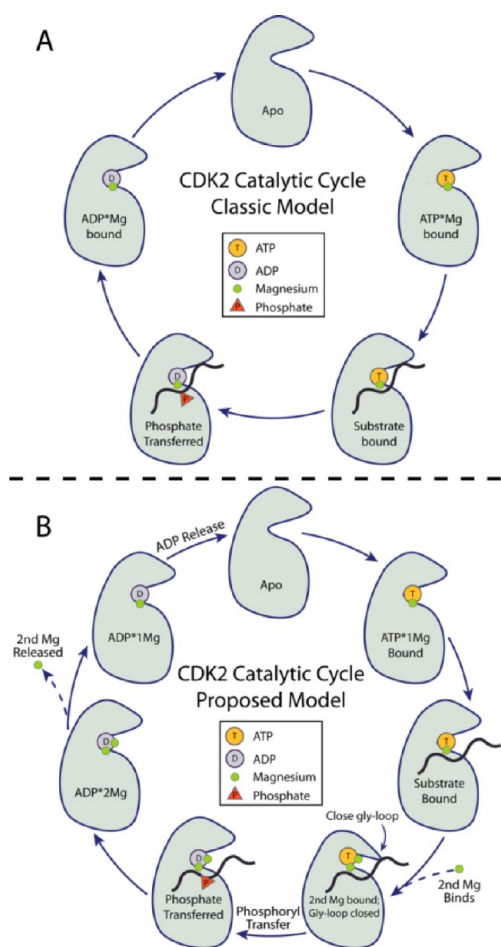 A
Apo
CDK2 Catalytic Cycle
Classic Model
D
ADP*Mg
bound
T
ATP*Mg
bound
T ATP
D ADP
Magnesium
P Phosphate
D
P
Phosphate
Transferred
T
Substrate
bound
B
ADP Release
Apo
D
ADP*1Mg
T
ATP*1Mg
Bound
2nd Mg
Released
CDK2 Catalytic Cycle
Proposed Model
T ATP
D ADP
Magnesium
P Phosphate
D
ADP*2Mg
T
Substrate
Bound
Close gly-loop
D
P
Phosphate
Transferred
Phosphoryl
Transfer
T
2nd Mg bound;
Gly-loop closed
2nd Mg
Binds